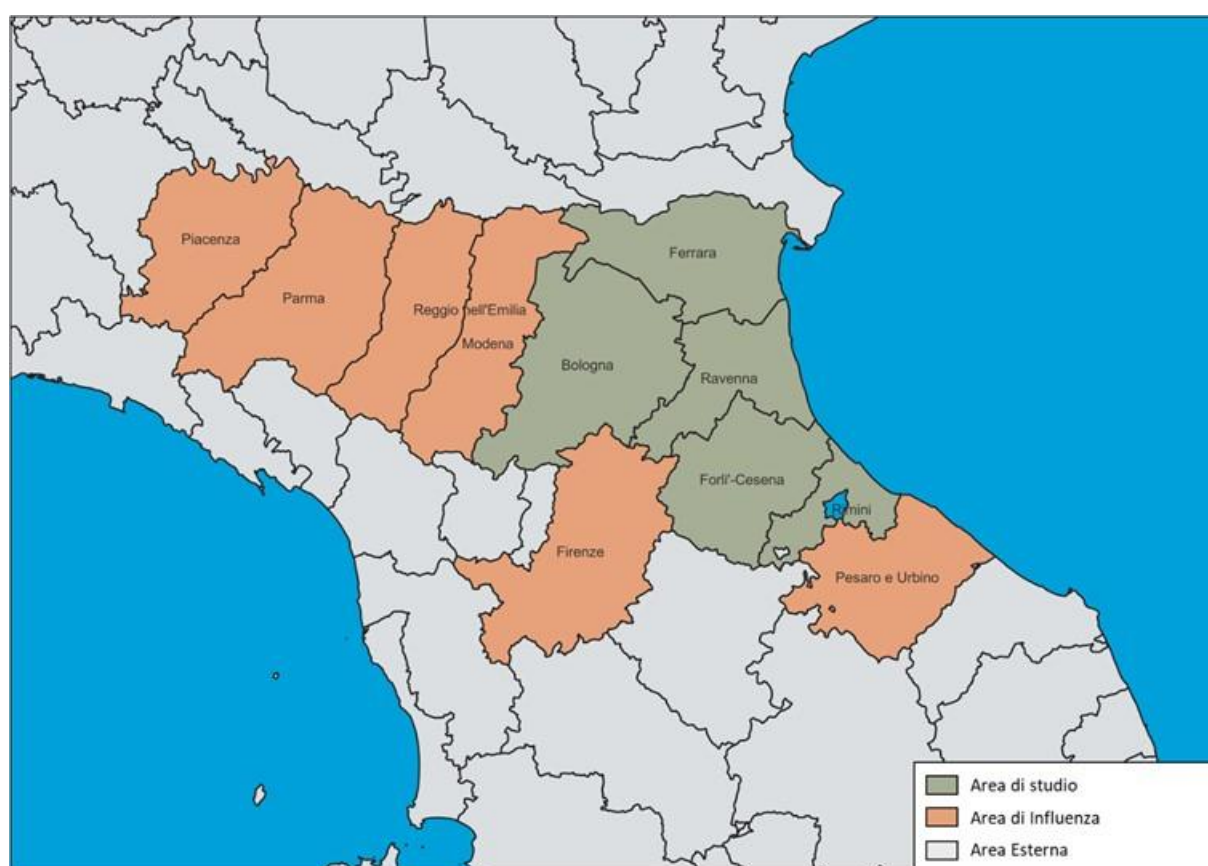 Piacenza
Ferrara
Parma
Reggio nell'Emilia
Modena
Bologna
Ravenna
Forli'-Cesena
Rimini
Firenze
Pesaro e Urbino
Area di studio
Area di Influenza
Area Esterna